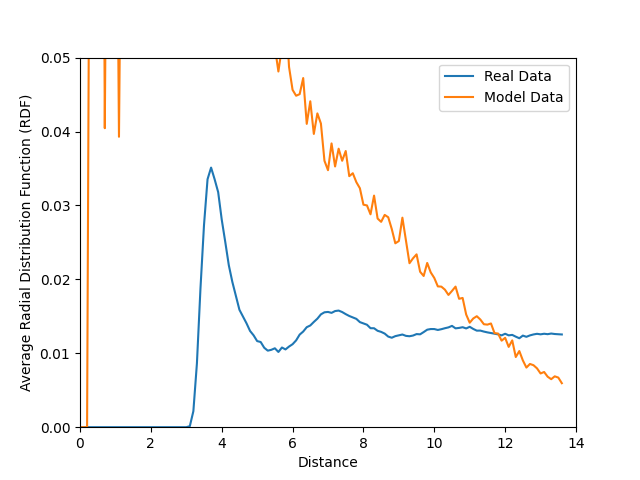 0.05
0.04
0.03
0.02
0.01
0.00
Average Radial Distribution Function (RDF)
Real Data
Model Data
0 2 4 6 8 10 12 14
Distance